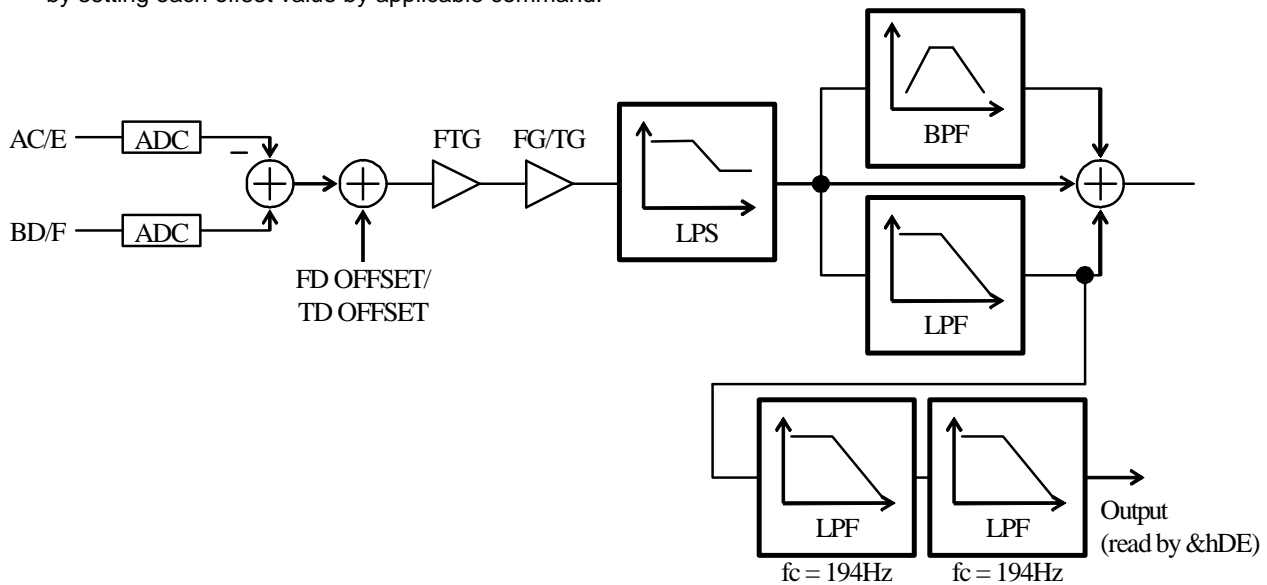 by setting each offset value by applicable command.
AC/E
ADC
–
BD/F
ADC
FD OFFSET/
TD OFFSET
FTG
FG/TG
LPS
BPF
LPF
LPF
fc = 194Hz
LPF
fc = 194Hz
Output
(read by &hDE)